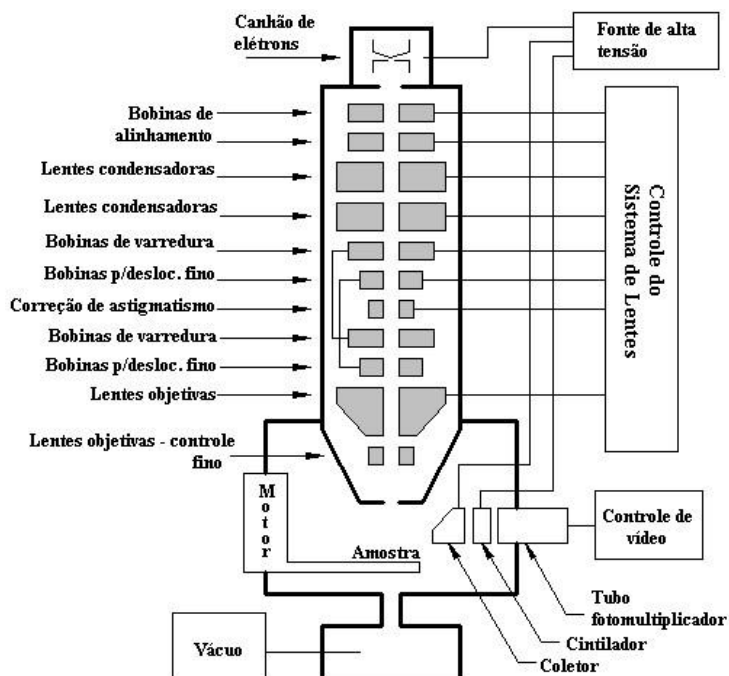 Canhão de
elétrons
Fonte de alta
tensão
Bobinas de
alinhamento
Lentes condensadoras
Lentes condensadoras
Bobinas de varredura
Bobinas p/desloc. fino
Correção de astigmatismo
Bobinas de varredura
Bobinas p/desloc. fino
Lentes objetivas
Lentes objetivas - controle
fino
Controle do
Sistema de Lentes
Motor
Amostra
Controle de
vídeo
Tubo
fotomultiplicador
Cintilador
Coletor
Vácuo